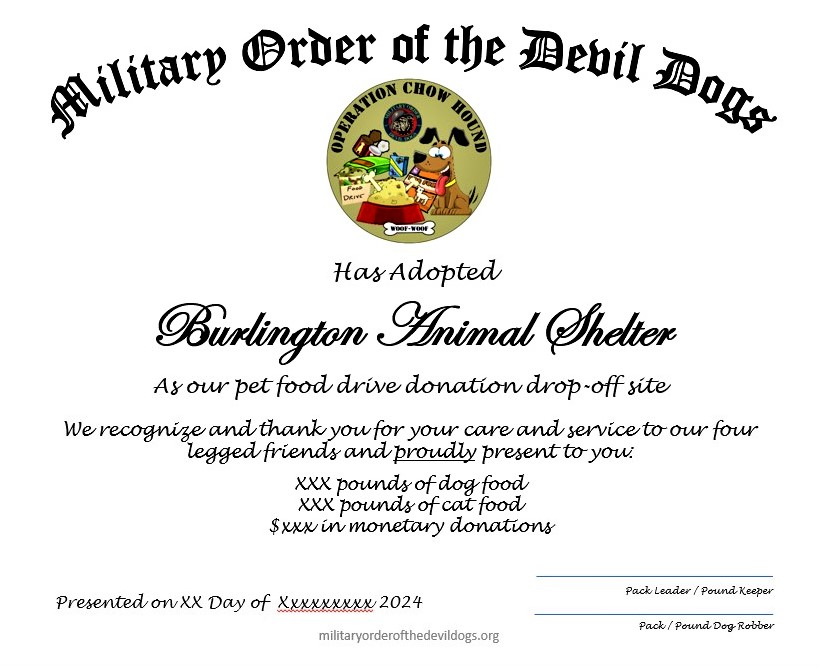 Military Order of the Devil Dogs
OPERATION CHOW HOUND
FOOD
DRIVE
WOOF-WOOF
Has Adopted
Burlington Animal Shelter
As our pet food drive donation drop-off site
We recognize and thank you for your care and service to our four
legged friends and proudly present to you:
XXX pounds of dog food
XXX pounds of cat food
$xxx in monetary donations
Pack Leader / Pound Keeper
Presented on XX Day of Xxxxxxxxx 2024
Pack / Pound Dog Robber
militaryorderofthedevildogs.org